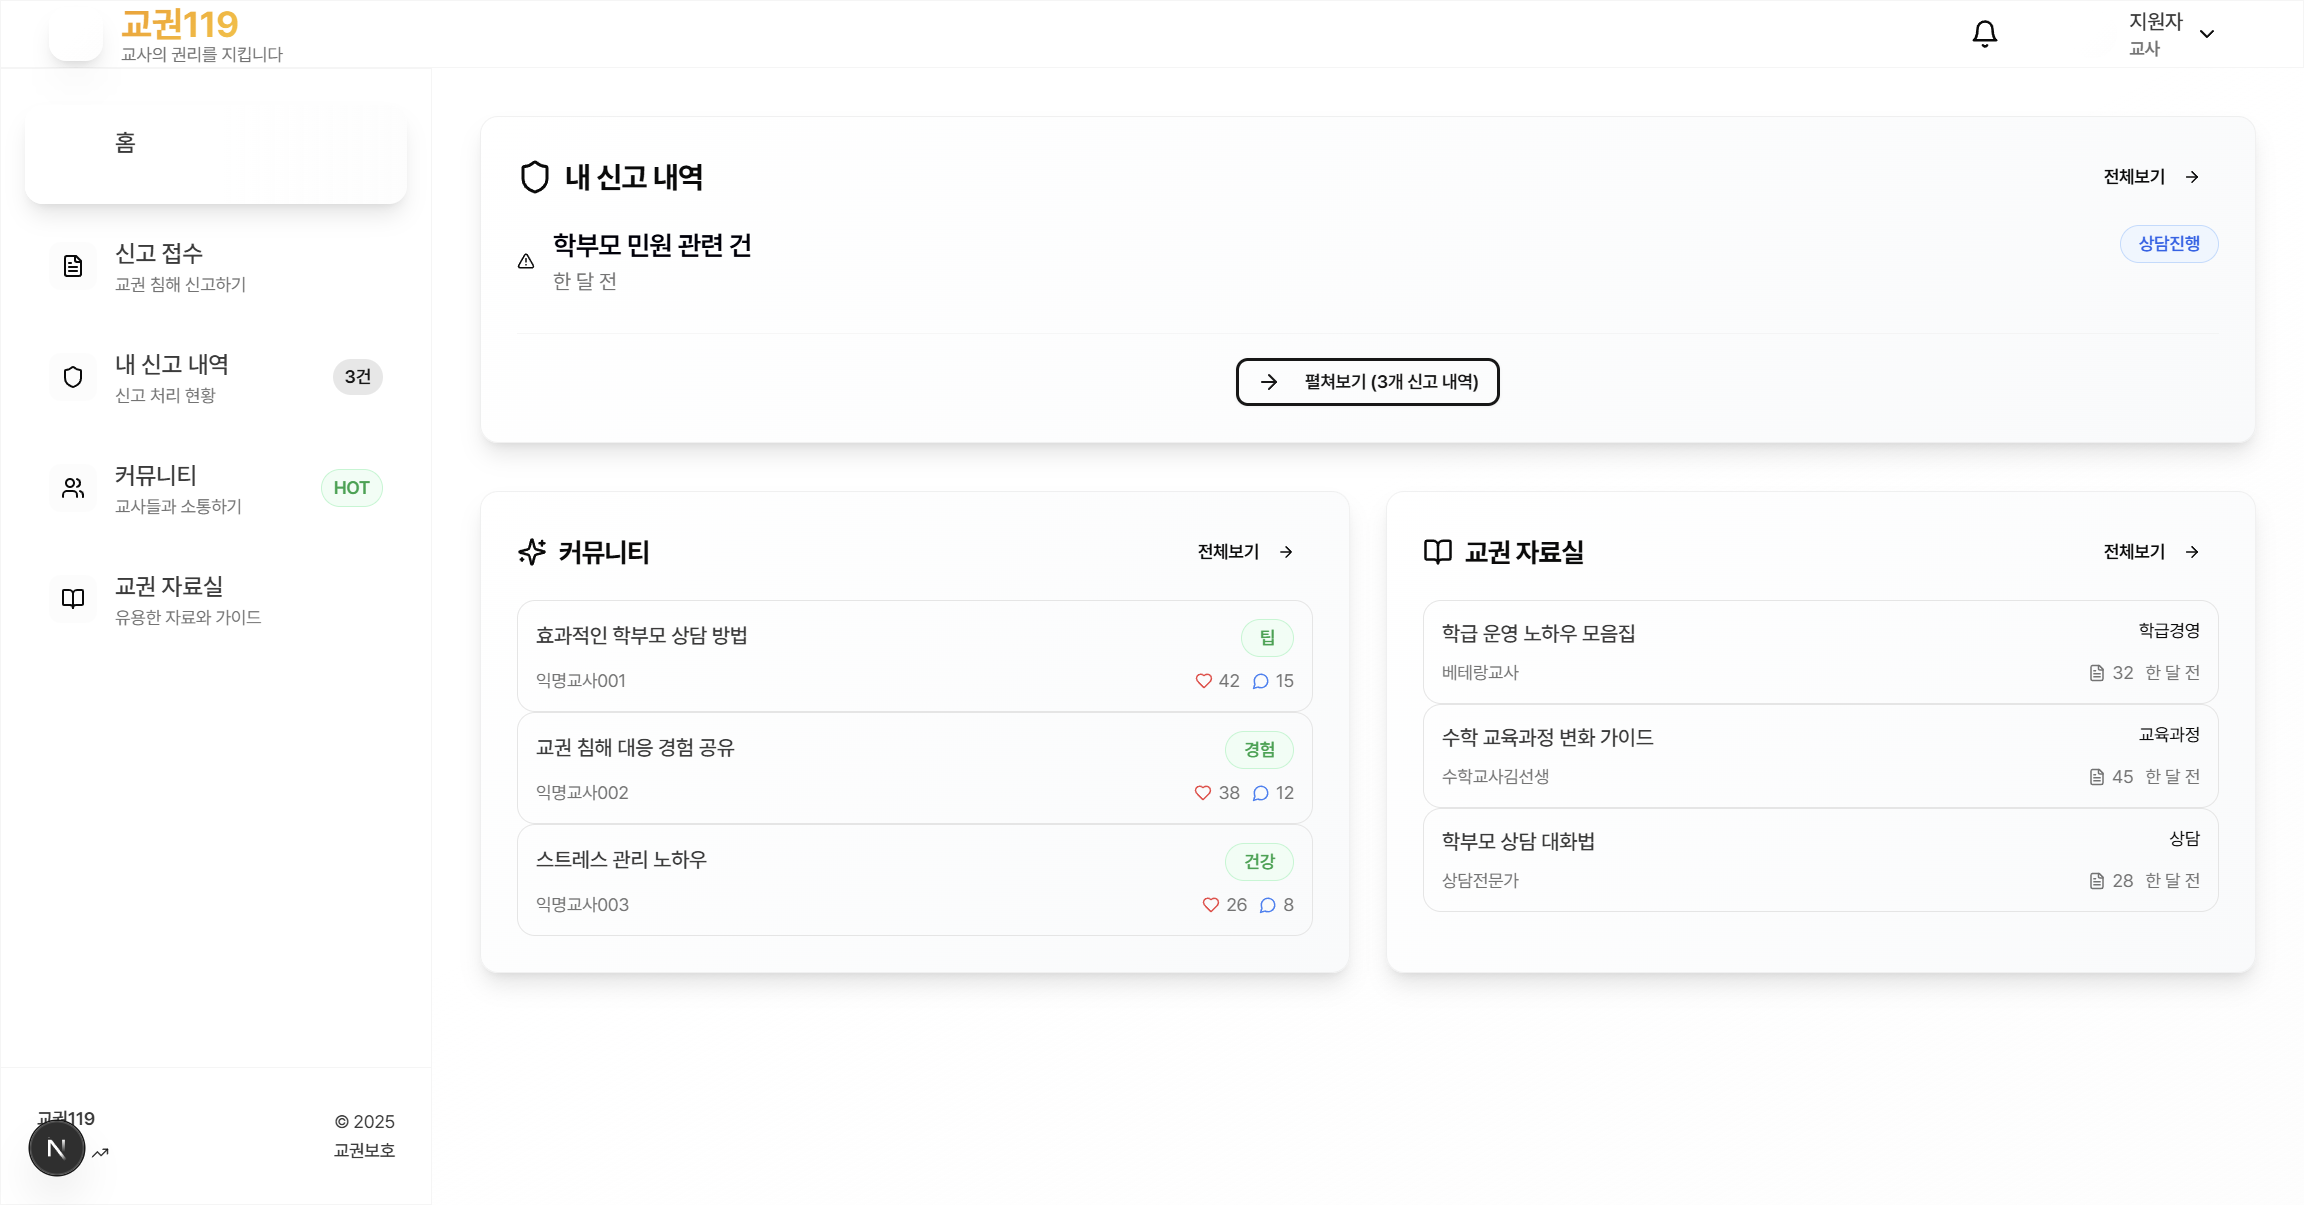 교권119
교사의 권리를 지킵니다
지원자
교사
홈
신고 접수
교권 침해 신고하기
내 신고 내역
신고 처리 현황
3건
커뮤니티
교사들과 소통하기
HOT
교권 자료실
유용한 자료와 가이드
교권119
© 2025
교권보호
N
내 신고 내역
전체보기
학부모 민원 관련 건
한 달 전
상담진행
펼쳐보기 (3개 신고 내역)
커뮤니티
전체보기
효과적인 학부모 상담 방법
팁
익명교사001
42 15
교권 침해 대응 경험 공유
경험
익명교사002
38 12
스트레스 관리 노하우
건강
익명교사003
26 8
교권 자료실
전체보기
학급 운영 노하우 모음집
학급경영
베테랑교사
32 한 달 전
수학 교육과정 변화 가이드
교육과정
수학교사김선생
45 한 달 전
학부모 상담 대화법
상담
상담전문가
28 한 달 전